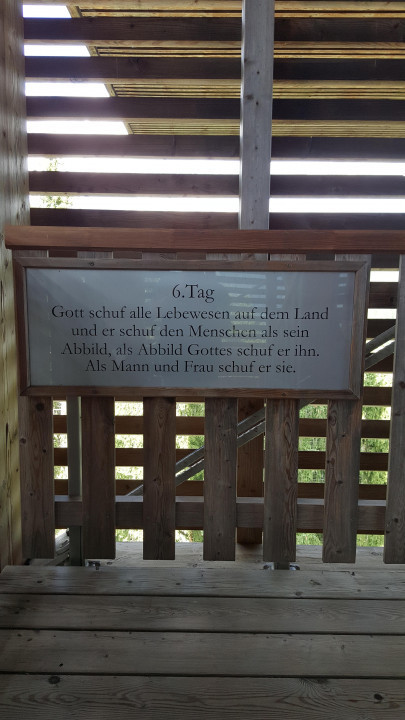 6.Tag
Gott schuf alle Lebewesen auf dem Land
und er schuf den Menschen als sein
Abbild, als Abbild Gottes schuf er ihn.
Als Mann und Frau schuf er sie.